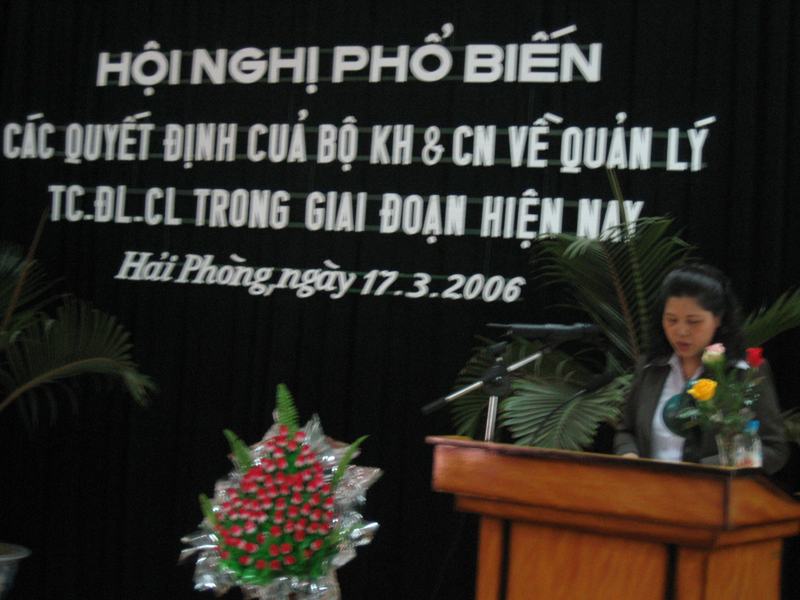 HỘI NGHỊ PHỔ BIẾN
CÁC QUYẾT ĐỊNH CUẢ BỘ KH & CN VỀ QUẢN LÝ
TC.ĐL.CL TRONG GIAI ĐOẠN HIỆN NAY
Hải Phòng,ngày 17.3.2006